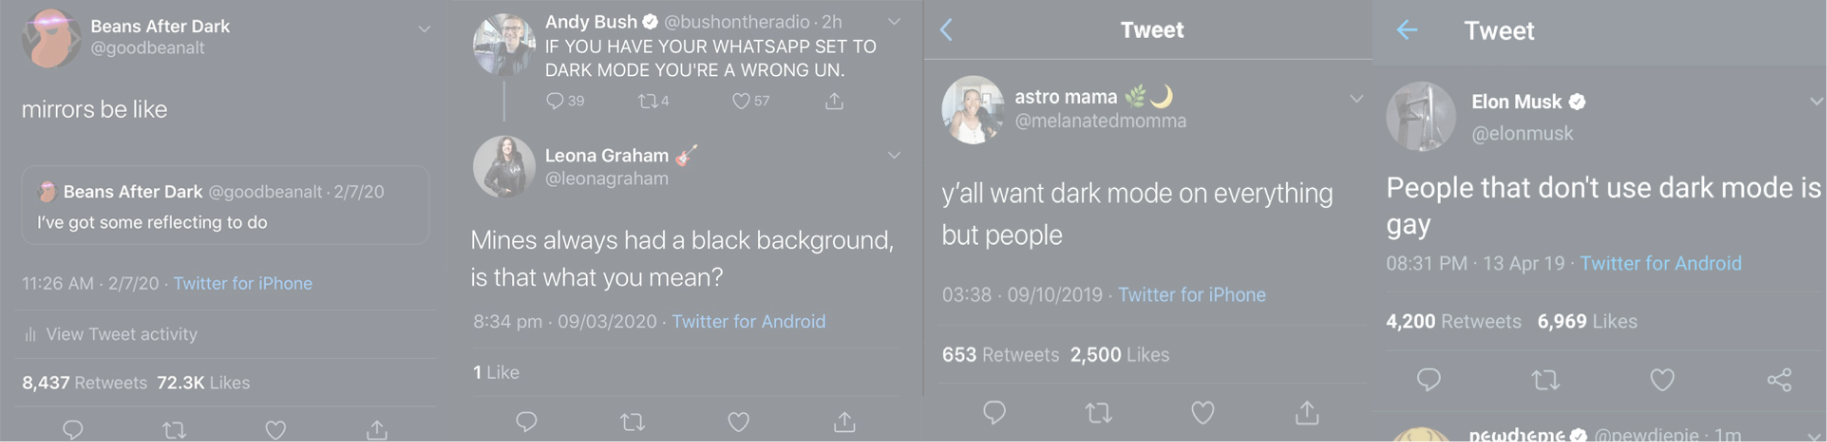 Beans After Dark
@goodbeanalt
mirrors be like
Beans After Dark @goodbeanalt · 2/7/20
I've got some reflecting to do
11:26 AM · 2/7/20 · Twitter for iPhone
View Tweet activity
8,437 Retweets 72.3K Likes
Andy Bush @bushontheradio · 2h
IF YOU HAVE YOUR WHATSAPP SET TO
DARK MODE YOU'RE A WRONG UN.
39 4 57
Leona Graham 🎸
@leonagraham
Mines always had a black background,
is that what you mean?
8:34 pm · 09/03/2020 · Twitter for Android
1 Like
Tweet
astro mama 🌿🌙
@melanatedmomma
y'all want dark mode on everything
but people
03:38 · 09/10/2019 · Twitter for iPhone
653 Retweets 2,500 Likes
Tweet
Elon Musk
@elonmusk
People that don't use dark mode is
gay
08:31 PM · 13 Apr 19 · Twitter for Android
4,200 Retweets 6,969 Likes
pewdiepie @pewdiepie · 1m